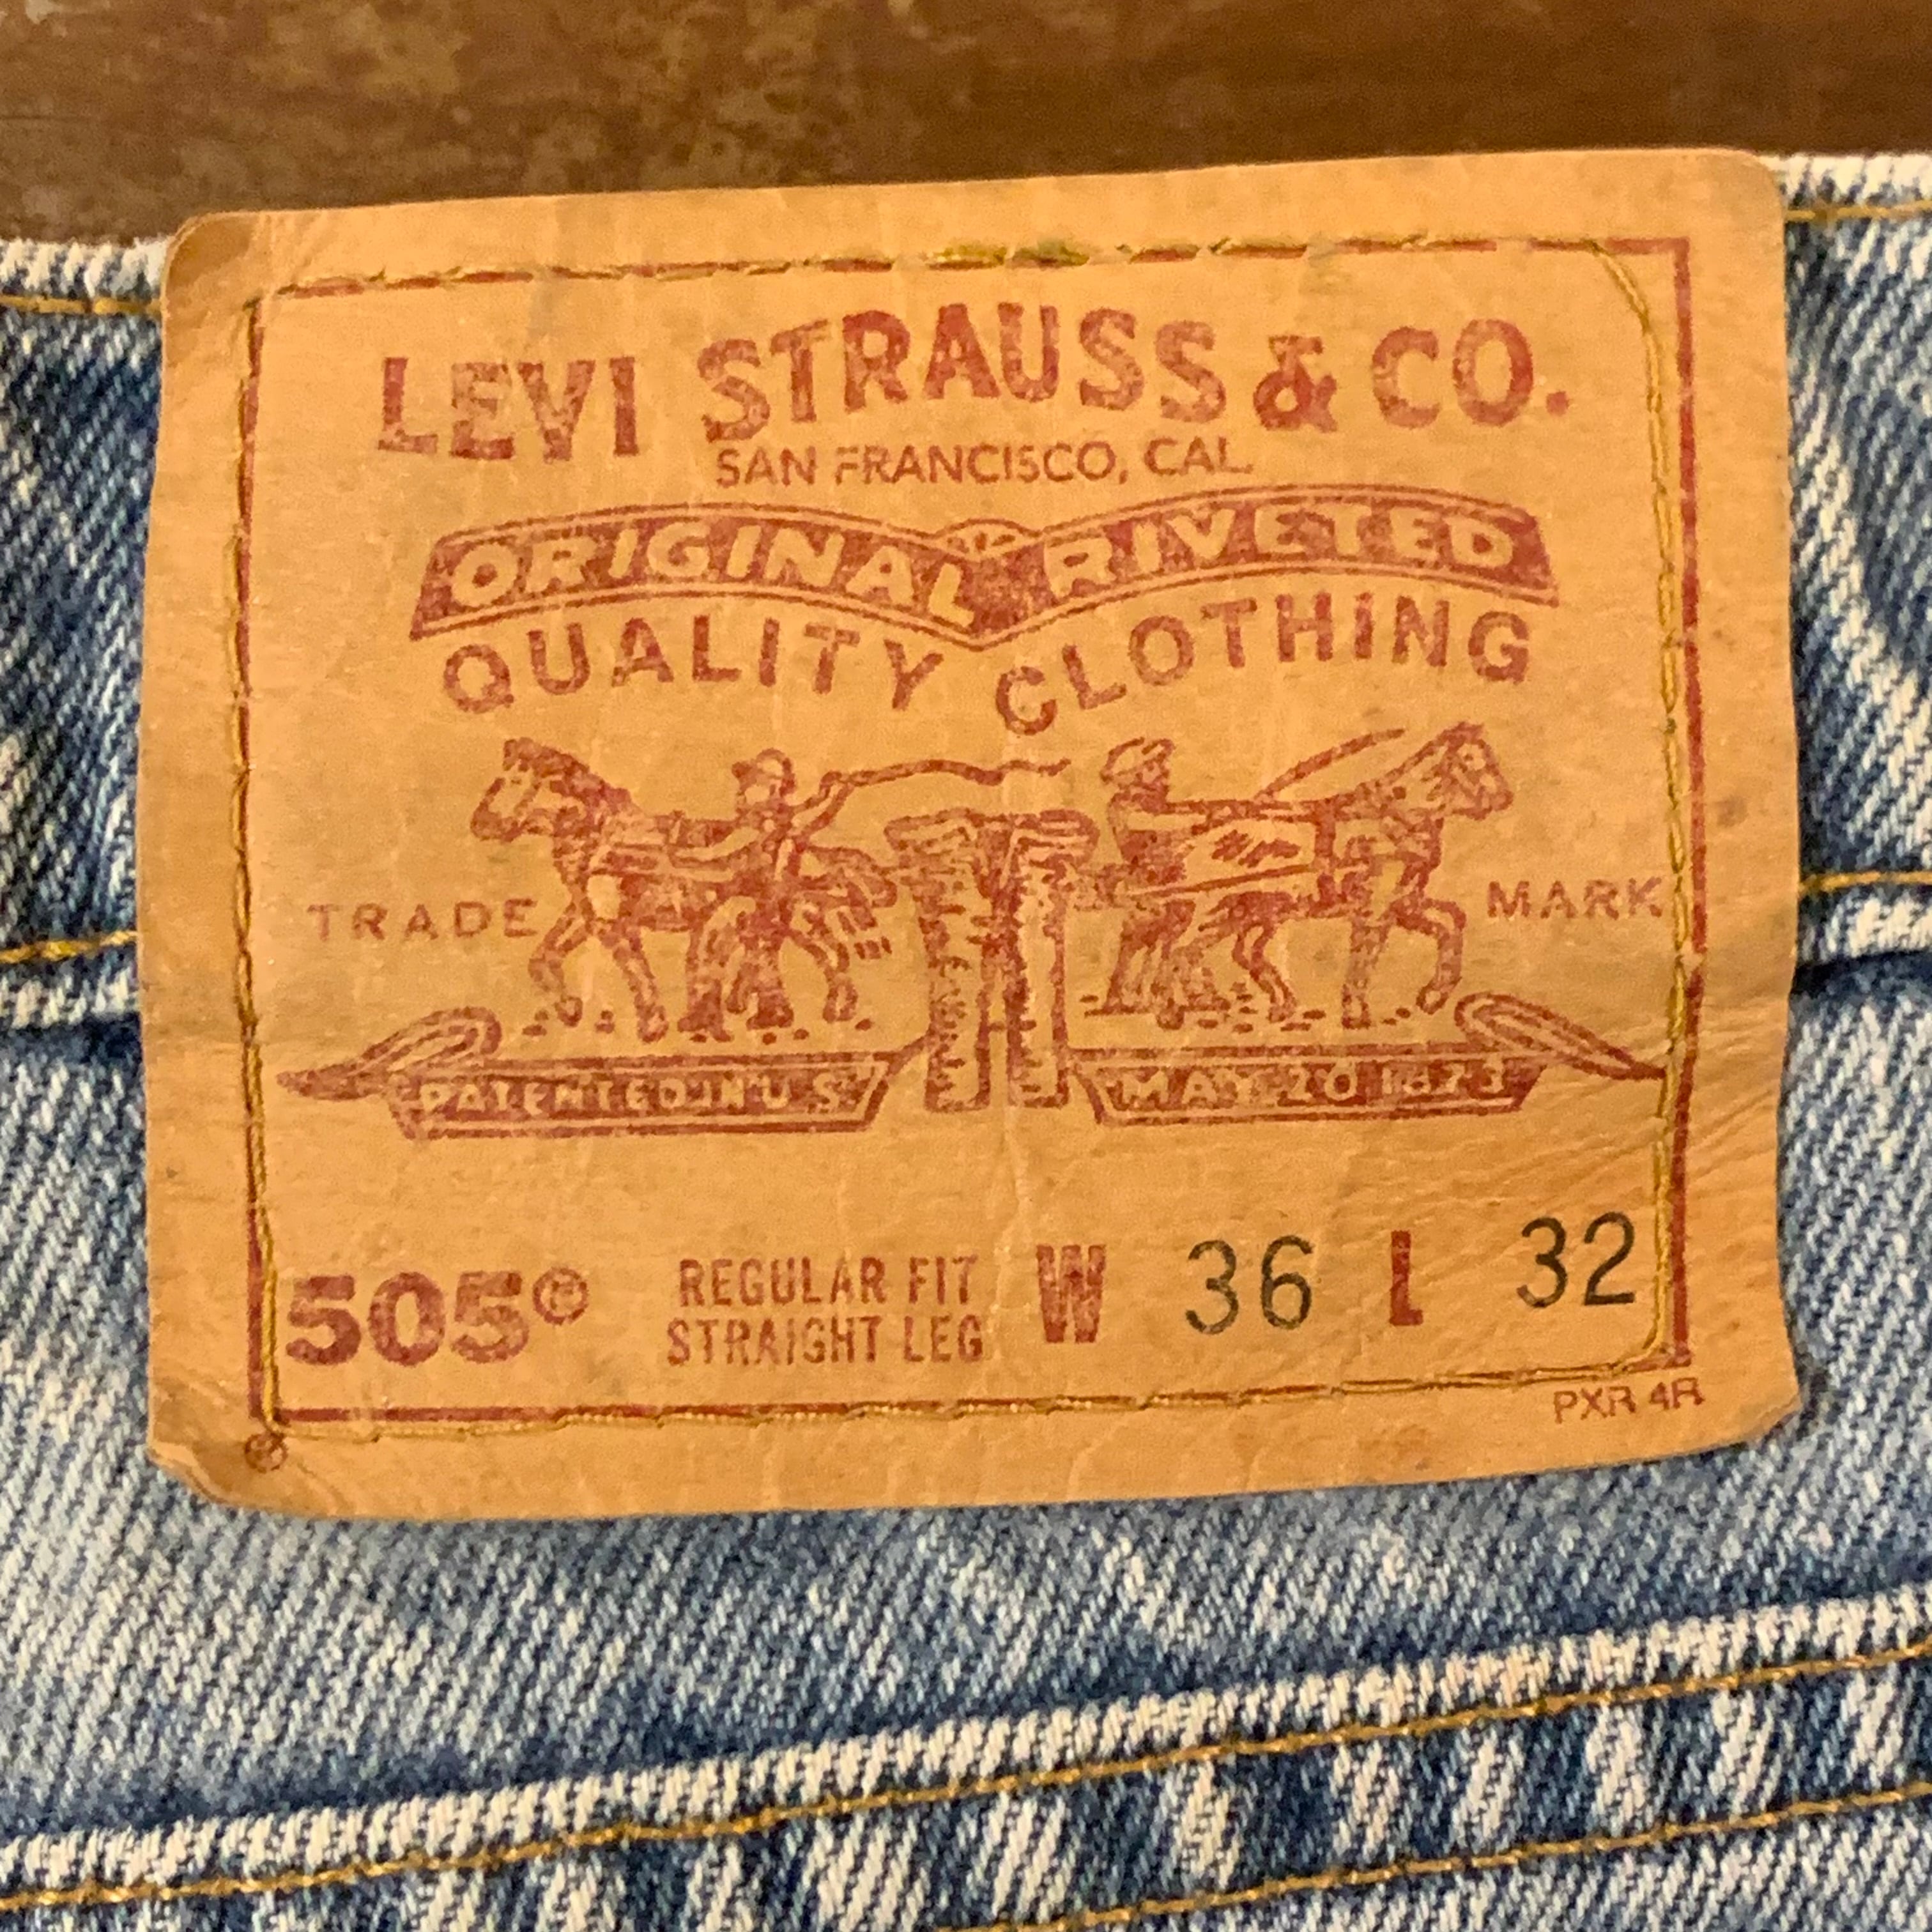 LEVI STRAUSS & CO.
SAN FRANCISCO, CAL.
ORIGINAL RIVETED
QUALITY CLOTHING
TRADE MARK
PATENTED IN U.S. MAY 20 1873
505® REGULAR FIT W 36 L 32
STRAIGHT LEG
PXR 4R
®